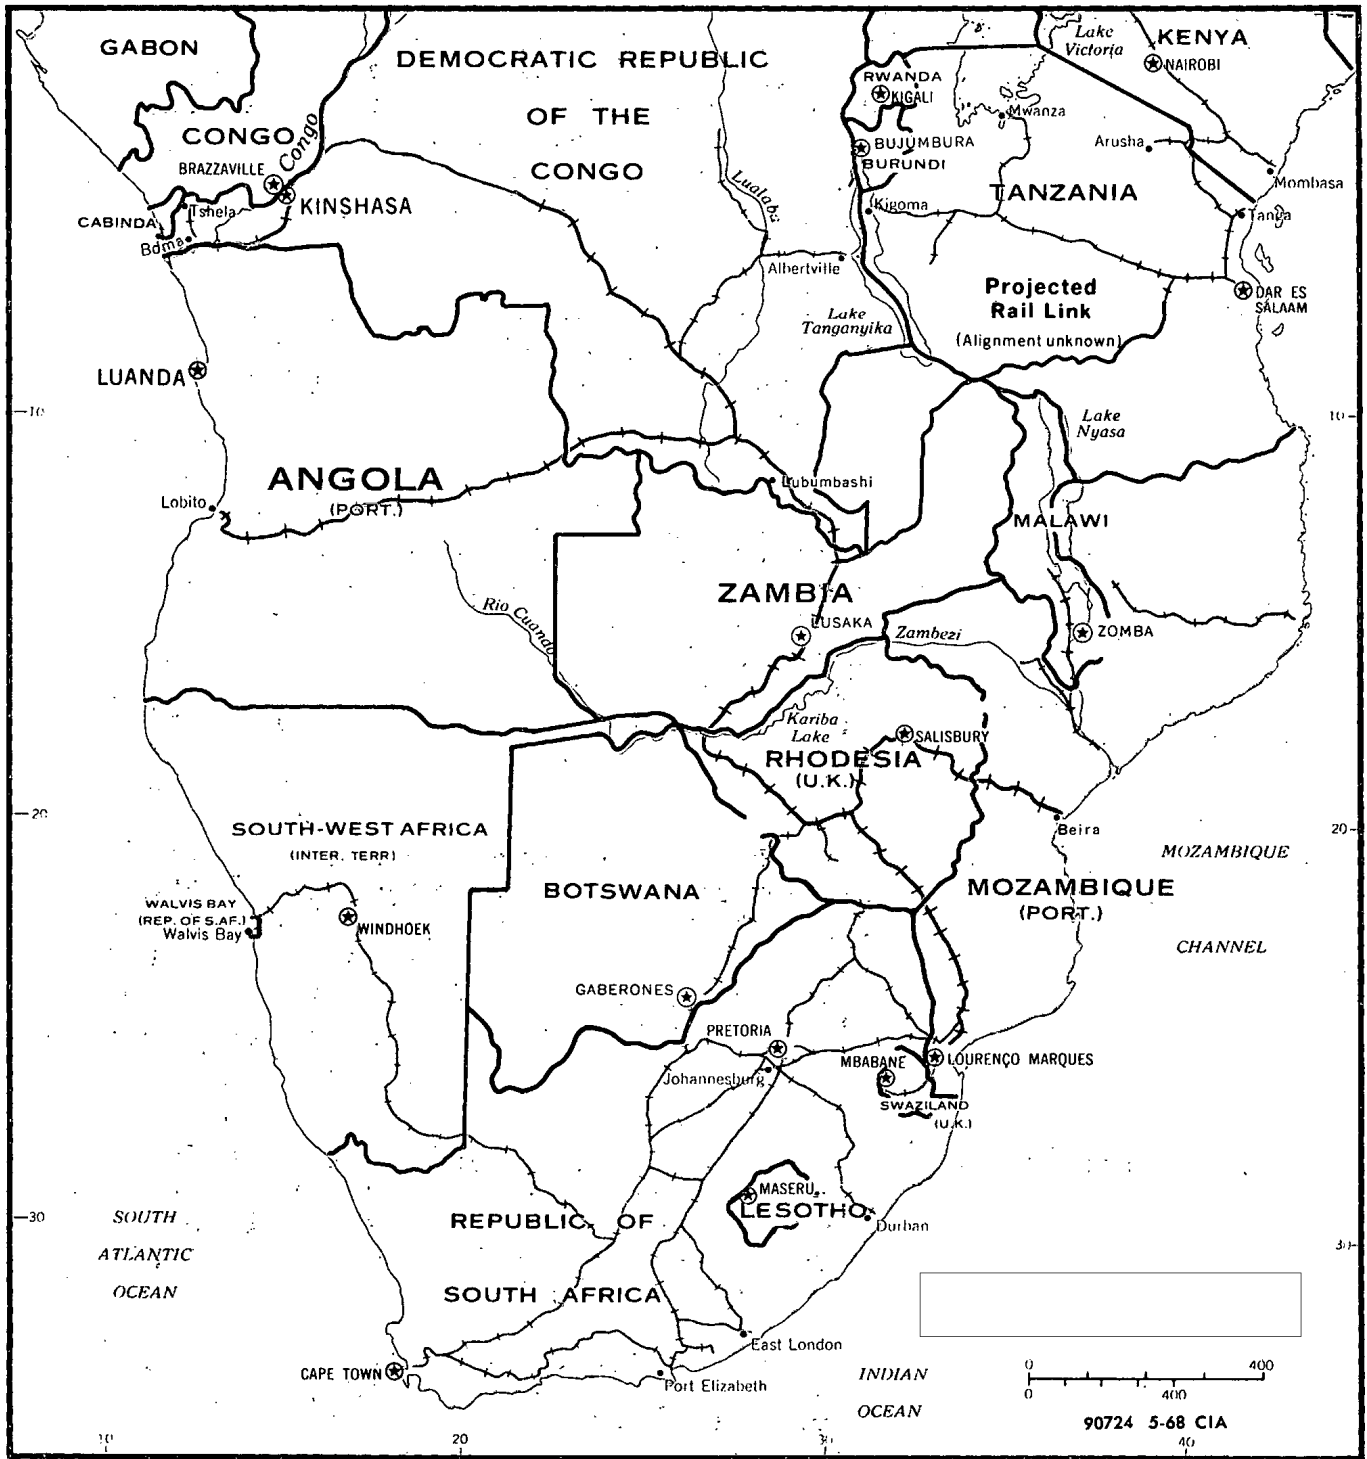 GABON
DEMOCRATIC REPUBLIC
OF THE
CONGO
Lake
Victoria
KENYA
NAIROBI
RWANDA
KIGALI
Mwanza
CONGO
Congo
BRAZZAVILLE
KINSHASA
CABINDA
Tshela
Boma
Lualaba
BUJUMBURA
BURUNDI
Arusha
Mombasa
TANZANIA
Kigoma
Tanga
Albertville
Projected
Rail Link
(Alignment unknown)
DAR ES
SALAAM
Lake
Tanganyika
LUANDA
10
10
Lake
Nyasa
ANGOLA
(PORT.)
Lobito
Lubumbashi
MALAWI
ZAMBIA
Rio Cuando
LUSAKA
Zambezi
ZOMBA
Kariba
Lake
SALISBURY
RHODESIA
(U.K.)
20
20
Beira
SOUTH-WEST AFRICA
(INTER. TERR)
MOZAMBIQUE
CHANNEL
BOTSWANA
MOZAMBIQUE
(PORT.)
WALVIS BAY
(REP. OF S.AF.)
Walvis Bay
WINDHOEK
GABERONES
PRETORIA
Johannesburg
MBABANE
LOURENÇO MARQUES
SWAZILAND
(U.K.)
MASERU
LESOTHO
Durban
30
30
SOUTH
ATLANTIC
OCEAN
REPUBLIC OF
SOUTH AFRICA
East London
CAPE TOWN
Port Elizabeth
INDIAN
OCEAN
0 400
0 400
90724 5-68 CIA
10 20 30 40